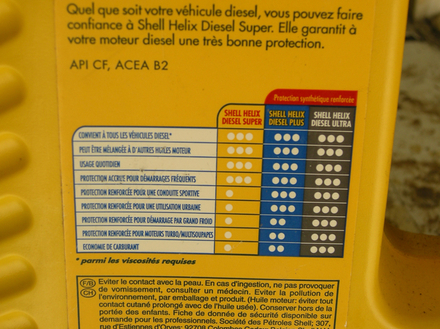 Quel que soit votre véhicule diesel, vous pouvez faire
confiance à Shell Helix Diesel Super. Elle garantit à
votre moteur diesel une très bonne protection.
API CF, ACEA B2
Protection synthétique renforcée
SHELL HELIX DIESEL SUPER
SHELL HELIX DIESEL PLUS
SHELL HELIX DIESEL ULTRA
CONVIENT À TOUS LES VÉHICULES DIESEL*
PEUT ÊTRE MÉLANGÉE À D'AUTRES HUILES MOTEUR
USAGE QUOTIDIEN
PROTECTION ACCRUE POUR DÉMARRAGES FRÉQUENTS
PROTECTION RENFORCÉE POUR UNE CONDUITE SPORTIVE
PROTECTION RENFORCÉE POUR UNE UTILISATION URBAINE
PROTECTION RENFORCÉE POUR DÉMARRAGE PAR GRAND FROID
PROTECTION RENFORCÉE POUR MOTEURS TURBO/MULTISOUPAPES
ECONOMIE DE CARBURANT
* parmi les viscosités requises
F/B Eviter le contact avec la peau. En cas d'ingestion, ne pas provoquer
CH de vomissement, consulter un médecin. Eviter la pollution de
l'environnement, par emballage et produit. (Huile moteur: éviter tout
contact cutané prolongé avec de l'huile usée). Conserver hors de la
portée des enfants. Fiche de donnée de sécurité disponible sur
demande pour les professionnels. Société des Pétroles Shell; 307,
rue d'Estiennes d'Orves; 92708 Colombes